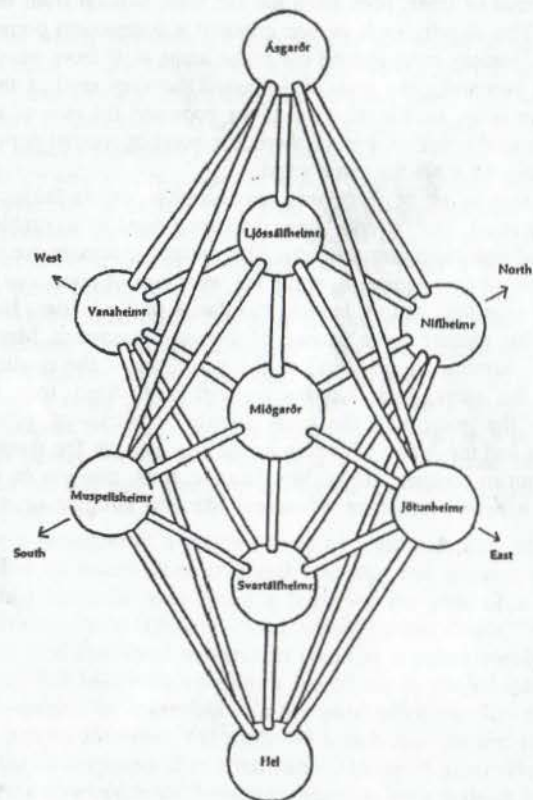 Ásgarðr
Ljóssálfheimr
West
North
Vanaheimr
Niflheimr
Miðgarðr
Muspellsheimr
Jötunheimr
South
East
Svartálfheimr
Hel